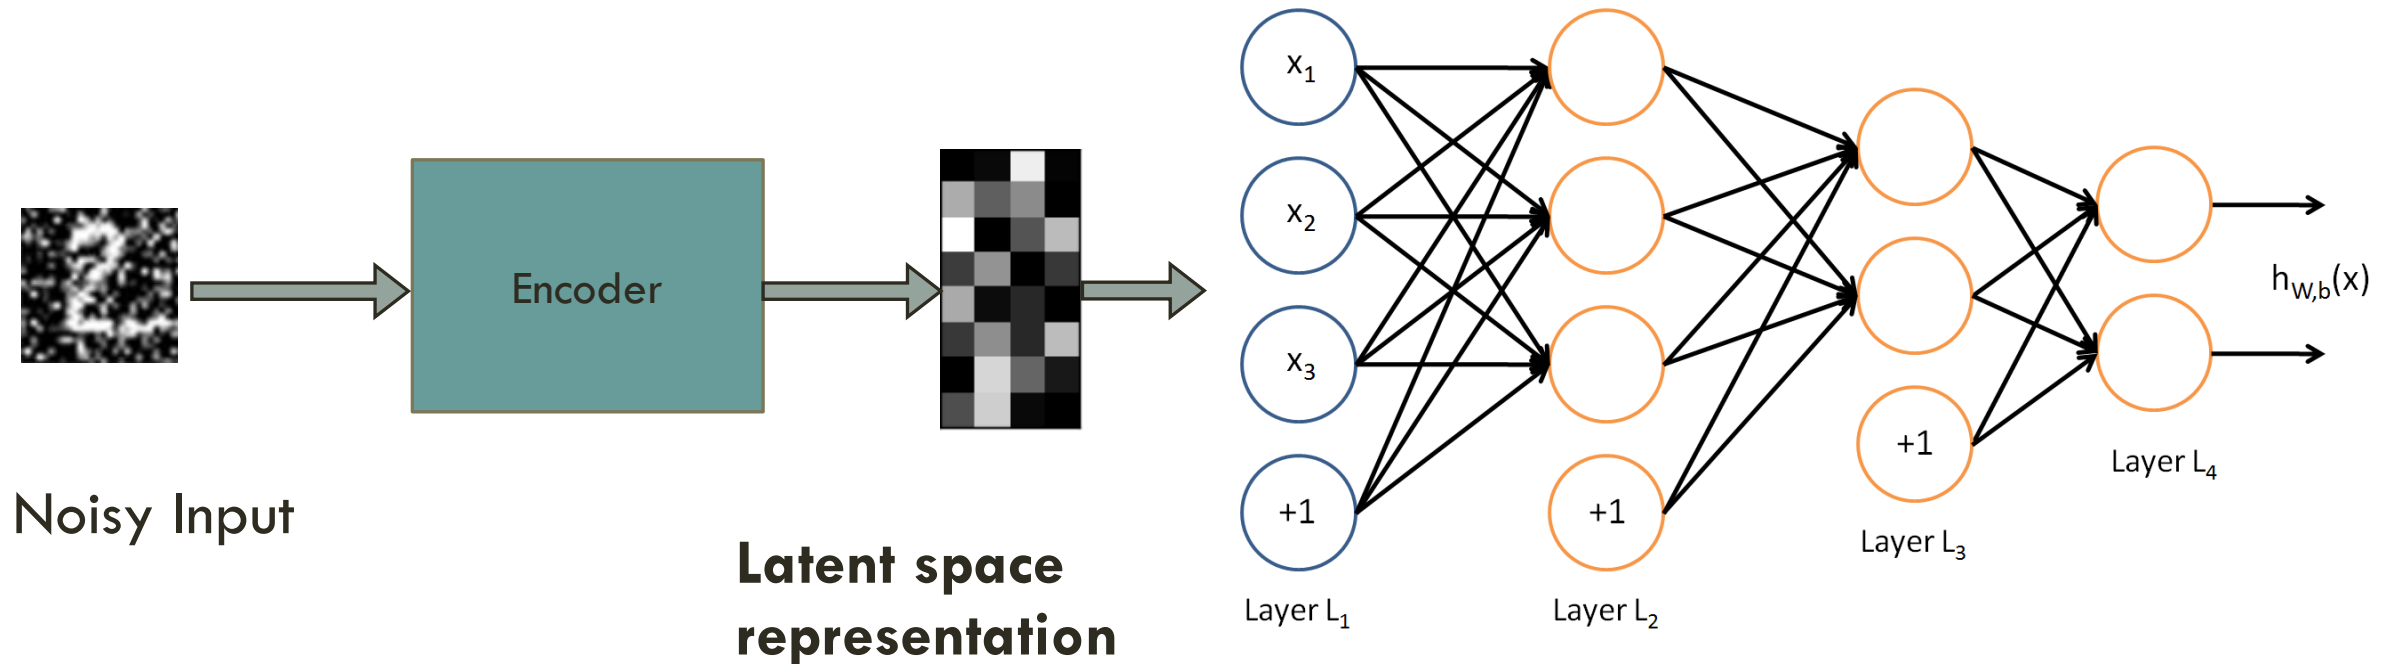 Noisy Input
Encoder
Latent space
representation
x₁
x₂
x₃
+1
Layer L₁
+1
Layer L₂
+1
Layer L₃
Layer L₄
h_W,b(x)